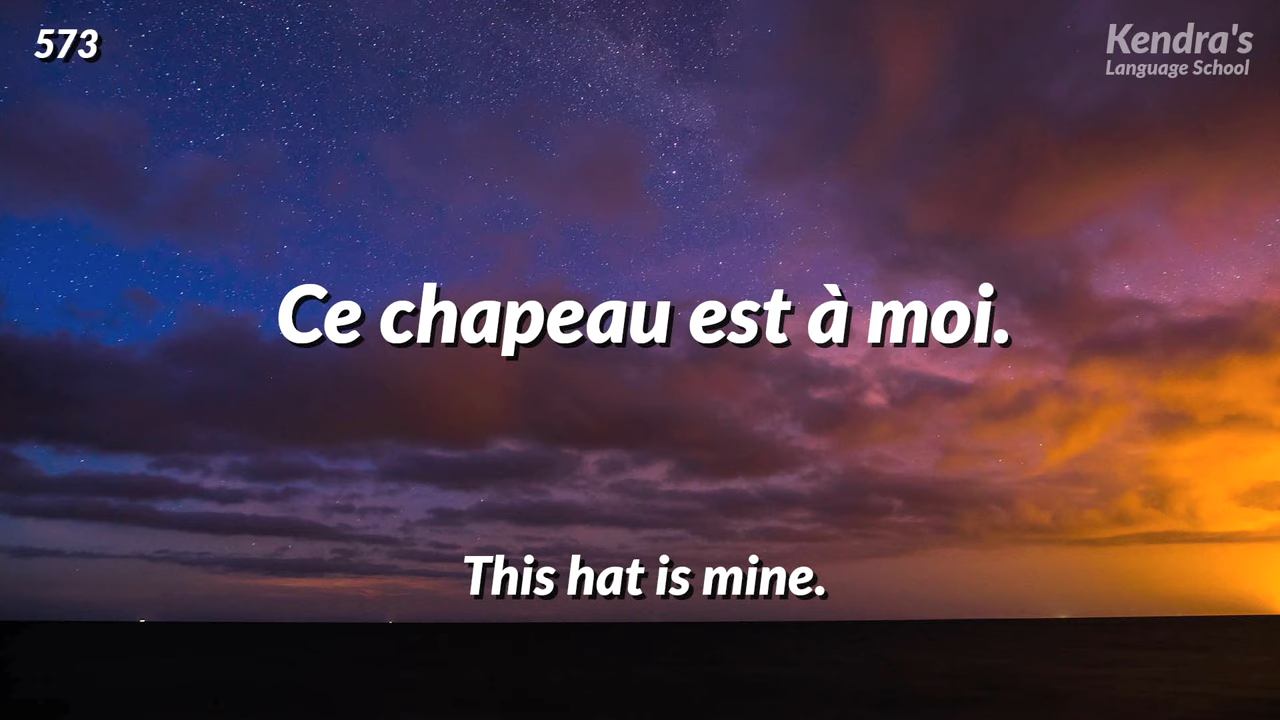 573
Kendra's
Language School
Ce chapeau est à moi.
This hat is mine.